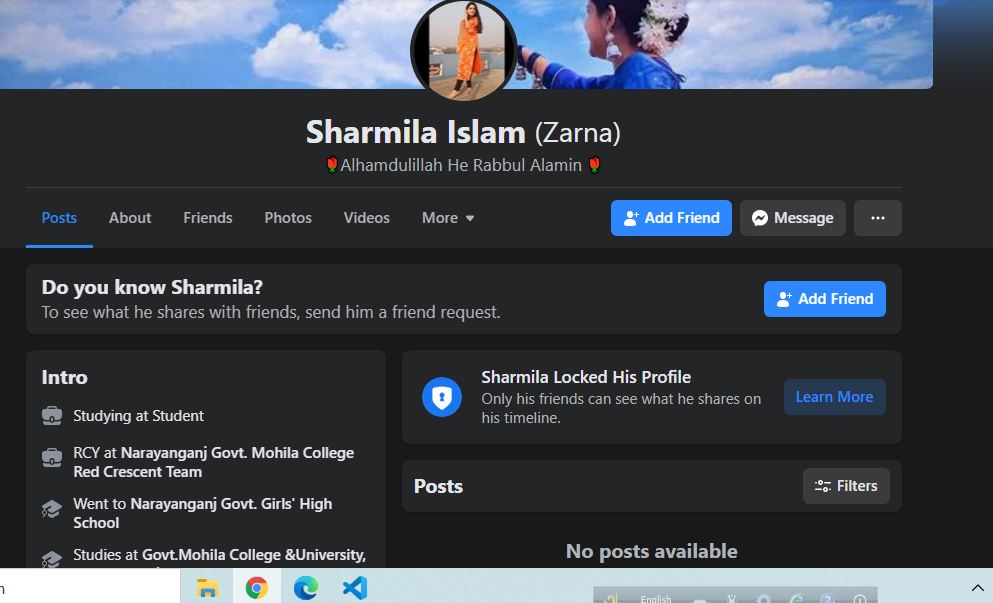 Sharmila Islam (Zarna)
🌹Alhamdulillah He Rabbul Alamin 🌹
Posts
About
Friends
Photos
Videos
More
Add Friend
Message
Do you know Sharmila?
To see what he shares with friends, send him a friend request.
Add Friend
Intro
Studying at Student
RCY at Narayanganj Govt. Mohila College
Red Crescent Team
Went to Narayanganj Govt. Girls' High
School
Studies at Govt.Mohila College &University,
Sharmila Locked His Profile
Only his friends can see what he shares on
his timeline.
Learn More
Posts
Filters
No posts available
English